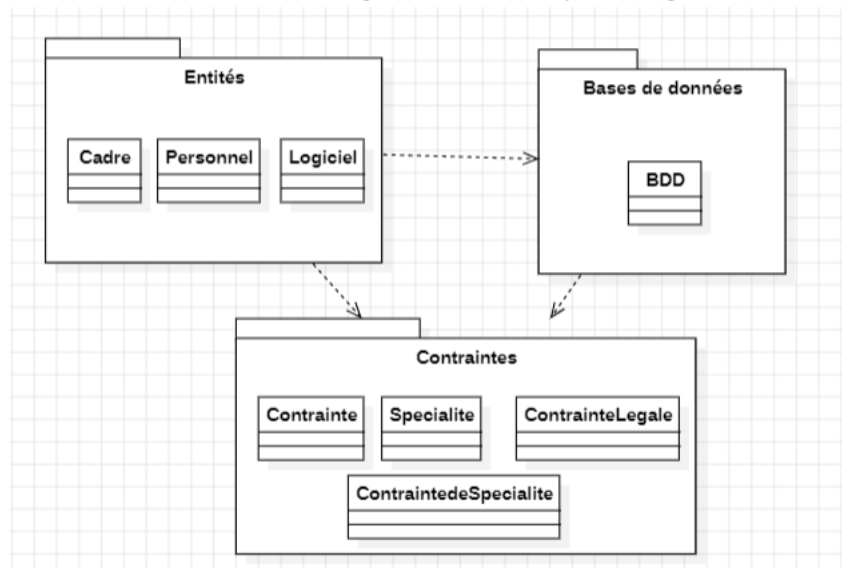 Entités
Cadre
Personnel
Logiciel
Bases de données
BDD
Contraintes
Contrainte
Specialite
ContrainteLegale
ContraintedeSpecialite